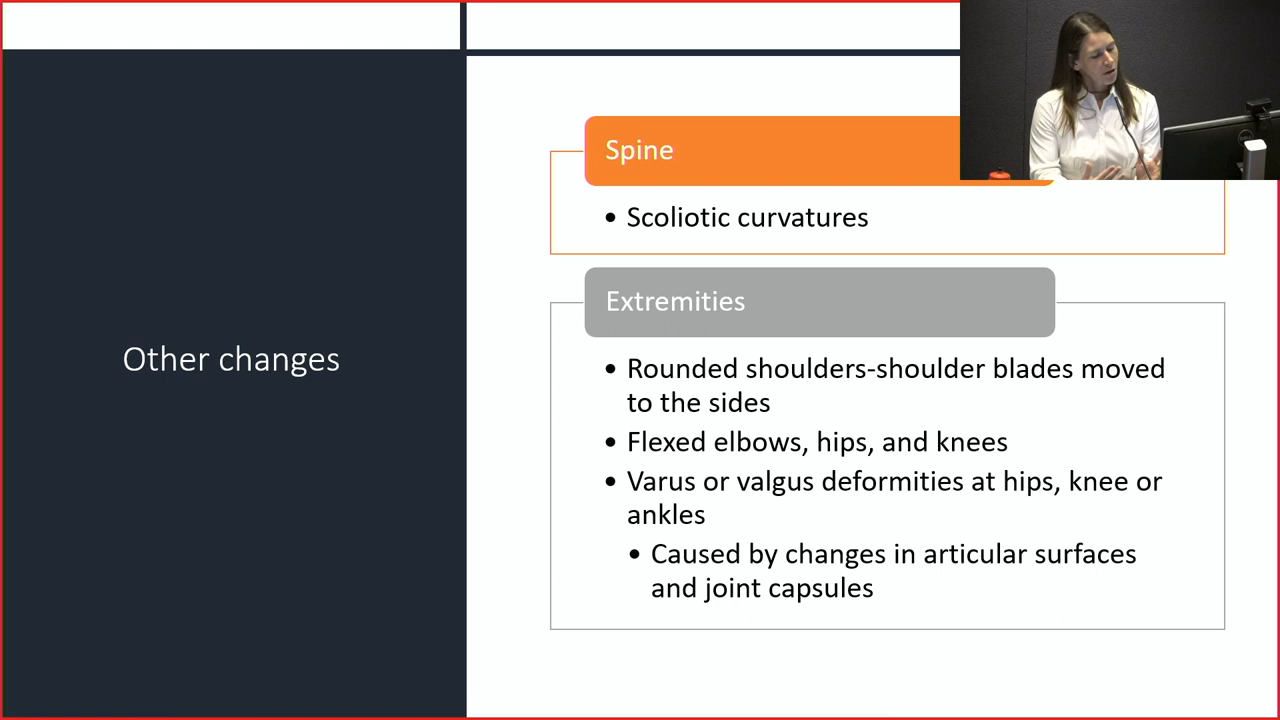 Other changes
Spine
• Scoliotic curvatures
Extremities
• Rounded shoulders-shoulder blades moved
to the sides
• Flexed elbows, hips, and knees
• Varus or valgus deformities at hips, knee or
ankles
• Caused by changes in articular surfaces
and joint capsules